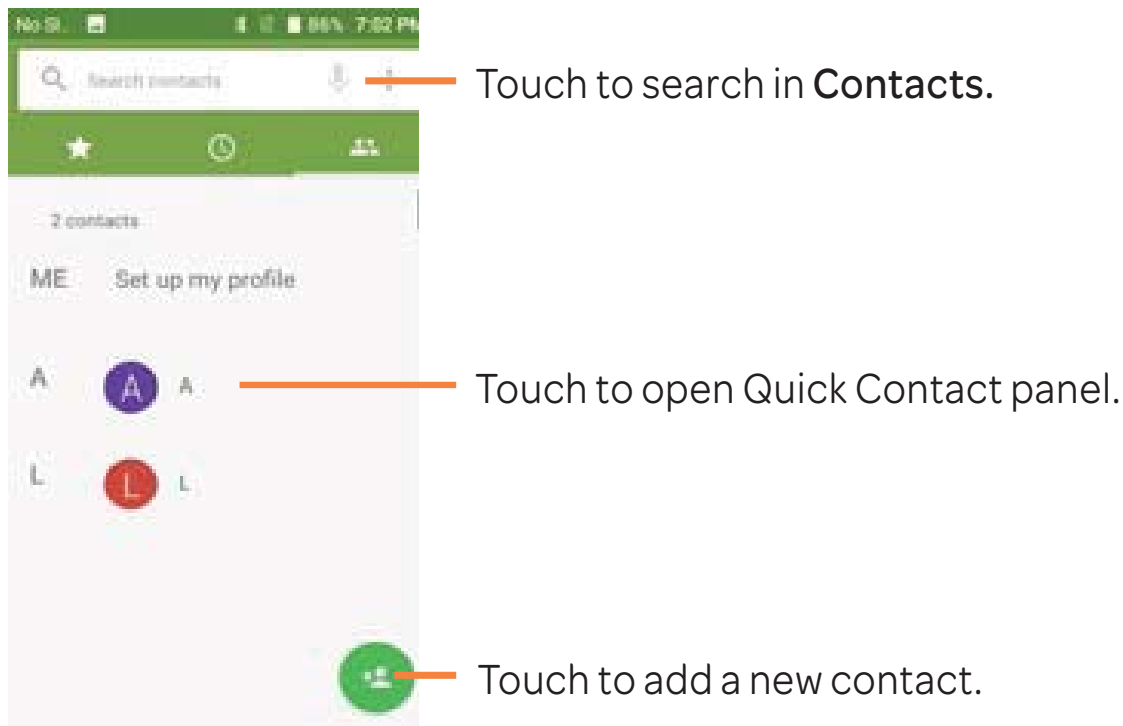 No SI.. 86% 7:02 PM
Search contacts
Touch to search in Contacts.
2 contacts
ME Set up my profile
A A A
Touch to open Quick Contact panel.
L L L
Touch to add a new contact.